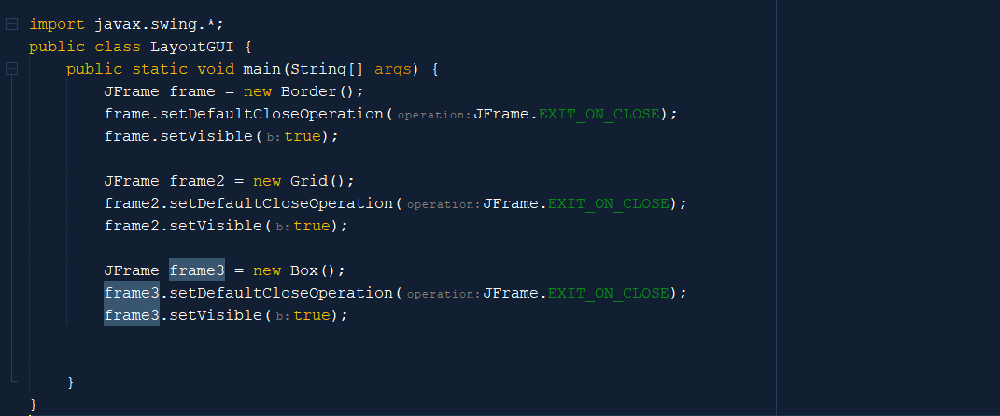 import javax.swing.*;
public class LayoutGUI {
    public static void main(String[] args) {
        JFrame frame = new Border();
        frame.setDefaultCloseOperation( operation: JFrame.EXIT_ON_CLOSE);
        frame.setVisible( b: true);

        JFrame frame2 = new Grid();
        frame2.setDefaultCloseOperation( operation: JFrame.EXIT_ON_CLOSE);
        frame2.setVisible( b: true);

        JFrame frame3 = new Box();
        frame3.setDefaultCloseOperation( operation: JFrame.EXIT_ON_CLOSE);
        frame3.setVisible( b: true);

    }
}